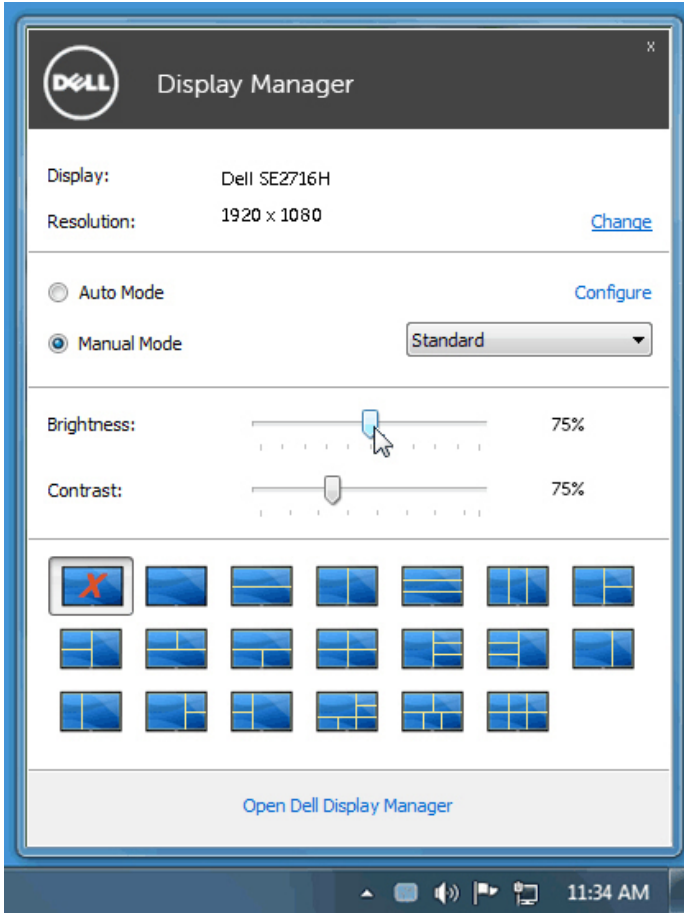 x
DELL
Display Manager
Display: Dell SE2716H
Resolution: 1920 x 1080 Change
Auto Mode Configure
Manual Mode Standard
Brightness: 75%
Contrast: 75%
X
Open Dell Display Manager
11:34 AM